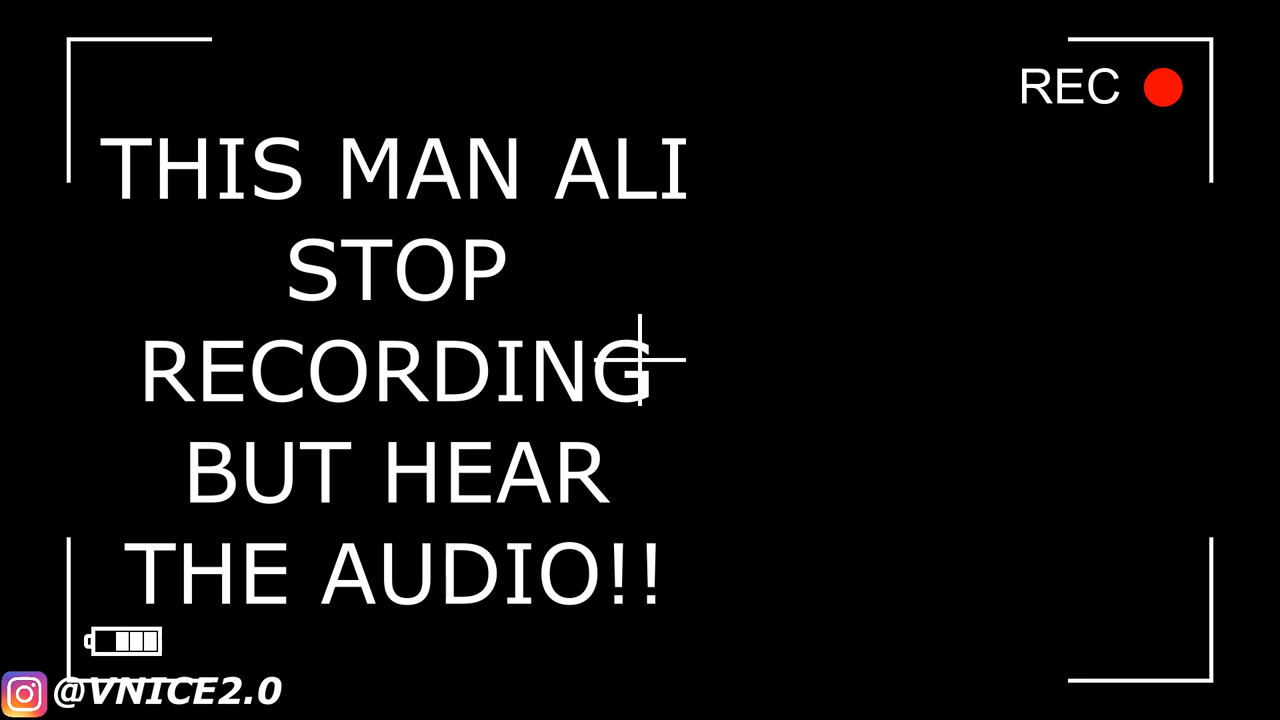 REC
THIS MAN ALI
STOP
RECORDING
BUT HEAR
THE AUDIO!!
@VNICE2.0